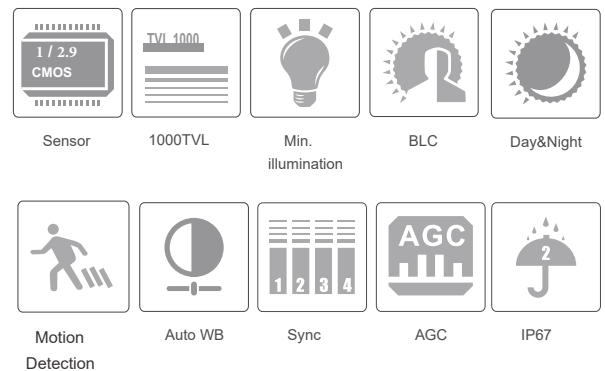 1 / 2.9
CMOS
TVL 1000
Sensor
1000TVL
Min.
illumination
BLC
Day&Night
AGC
1 2 3 4
2
Motion
Detection
Auto WB
Sync
AGC
IP67